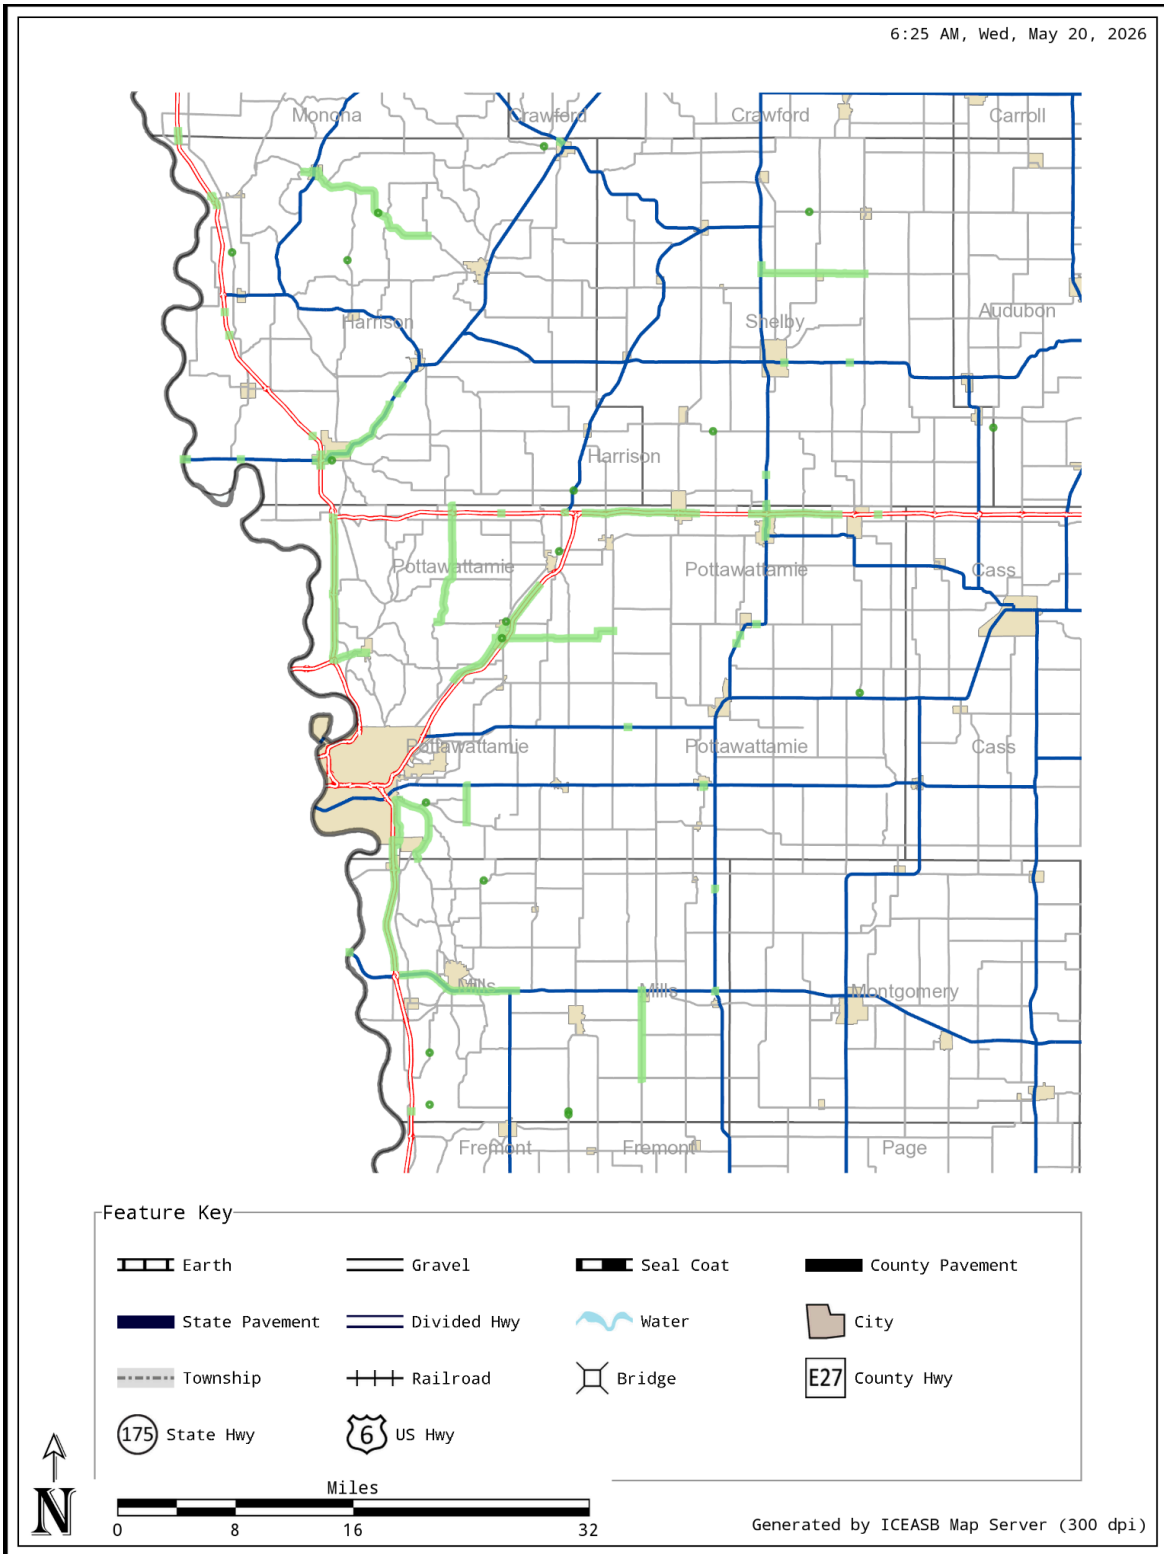 6:25 AM, Wed, May 20, 2026
Monona
Crawford
Crawford
Carroll
Audubon
Harrison
Shelby
Harrison
Pottawattamie
Pottawattamie
Cass
Pottawattamie
Pottawattamie
Cass
Mills
Mills
Montgomery
Fremont
Fremont
Page
Feature Key
Earth
Gravel
Seal Coat
County Pavement
State Pavement
Divided Hwy
Water
City
Township
Railroad
Bridge
E27
County Hwy
175
State Hwy
6
US Hwy
N
Miles
0 8 16 32
Generated by ICEASB Map Server (300 dpi)